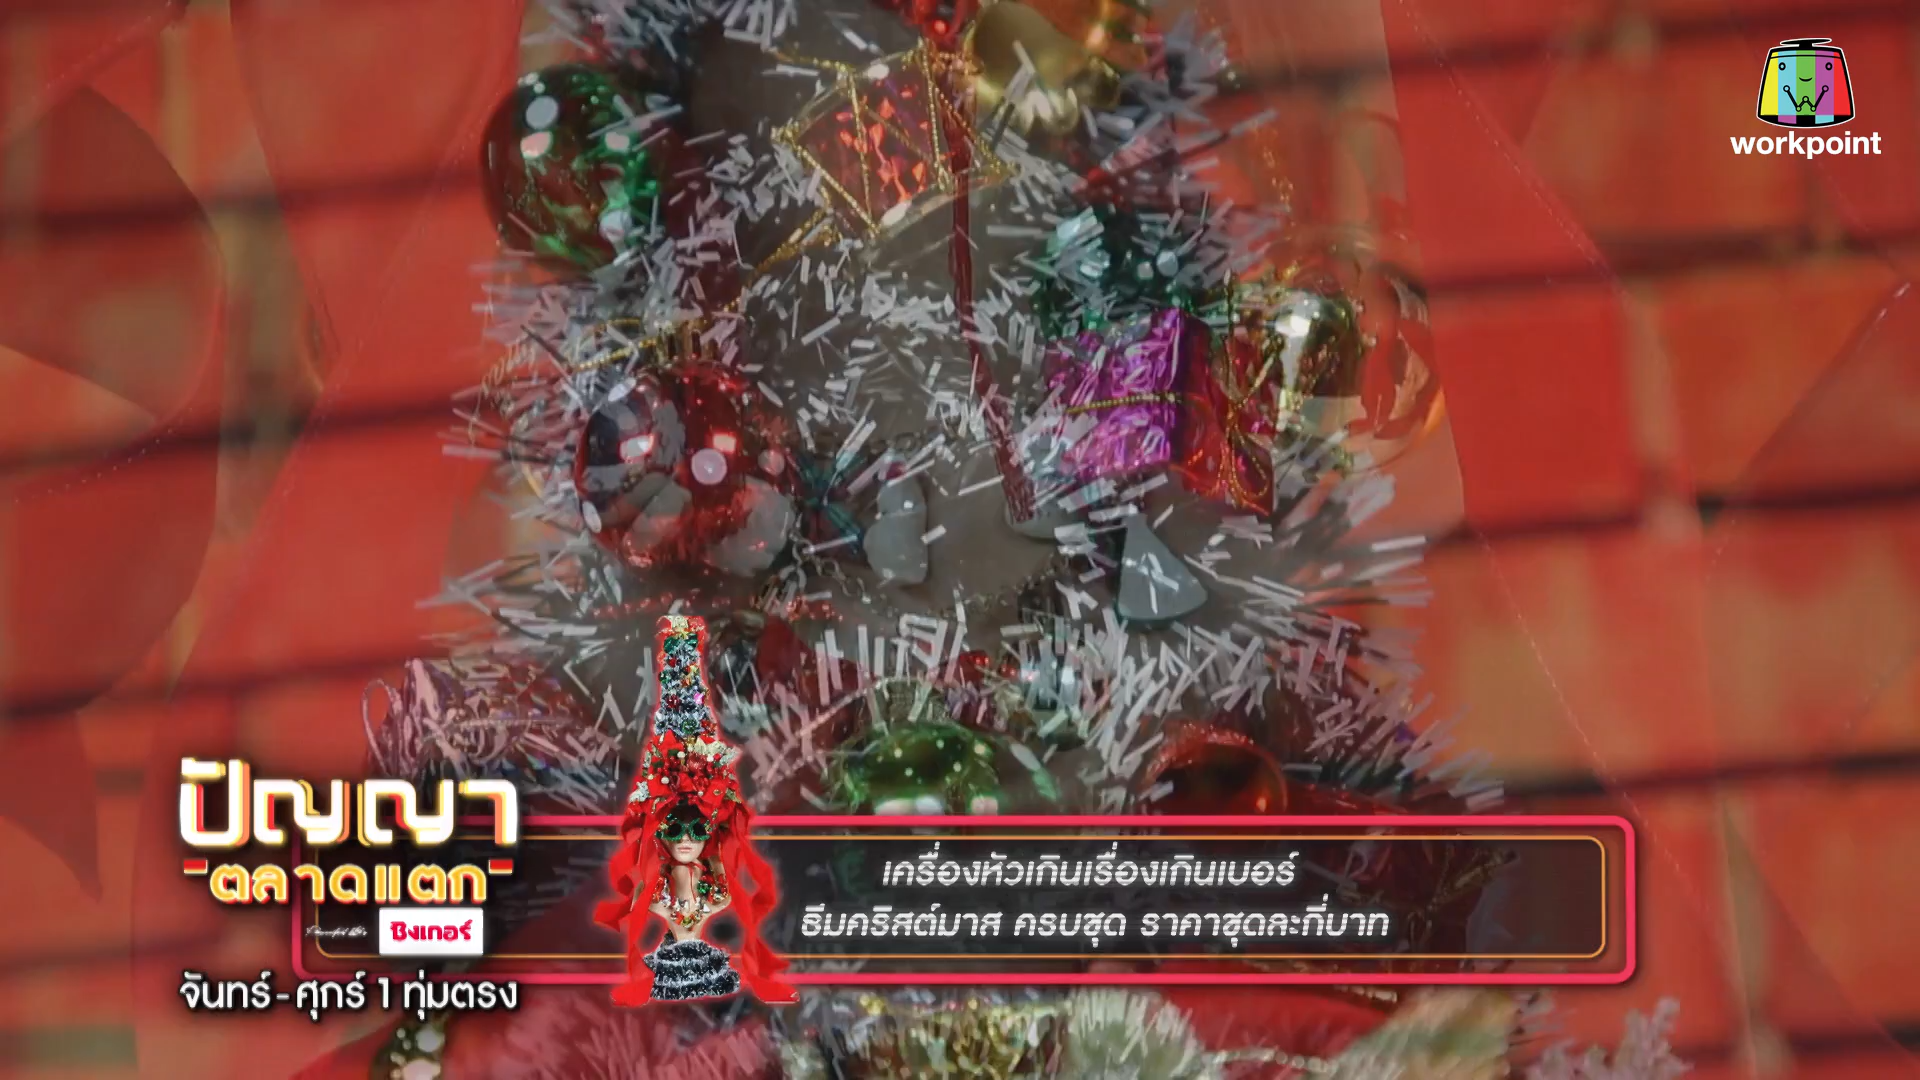 workpoint
ปัญญา
"ตลาดแตก"
ซิงเกอร์
จันทร์ - ศุกร์ 1 ทุ่มตรง
เครื่องหัวเกินเรื่องเกินเบอร์
ธีมคริสต์มาส ครบชุด ราคาชุดละกี่บาท